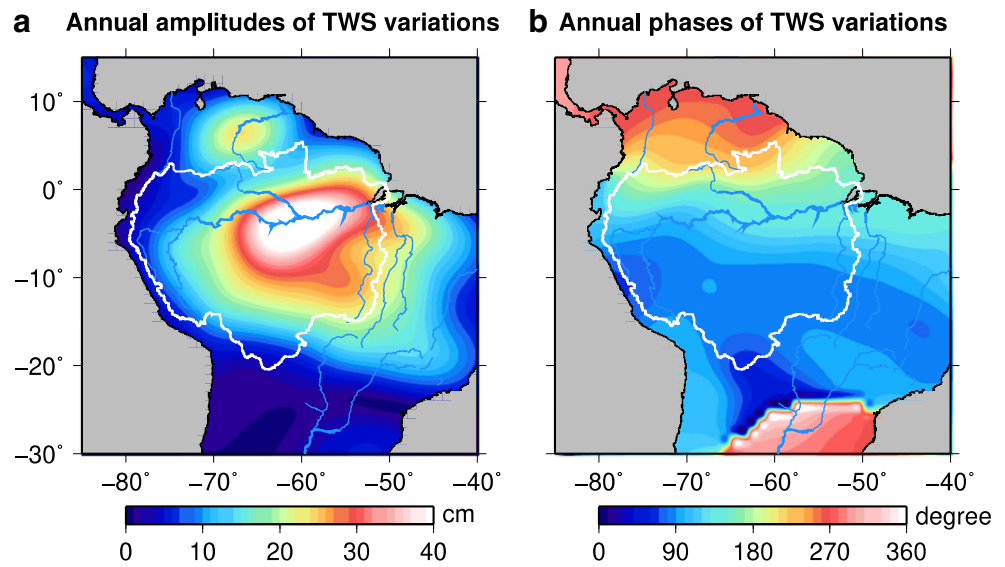 a Annual amplitudes of TWS variations
10˚
0˚
−10˚
−20˚
−30˚
−80˚ −70˚ −60˚ −50˚ −40˚
cm
0 10 20 30 40
b Annual phases of TWS variations
−80˚ −70˚ −60˚ −50˚ −40˚
degree
0 90 180 270 360